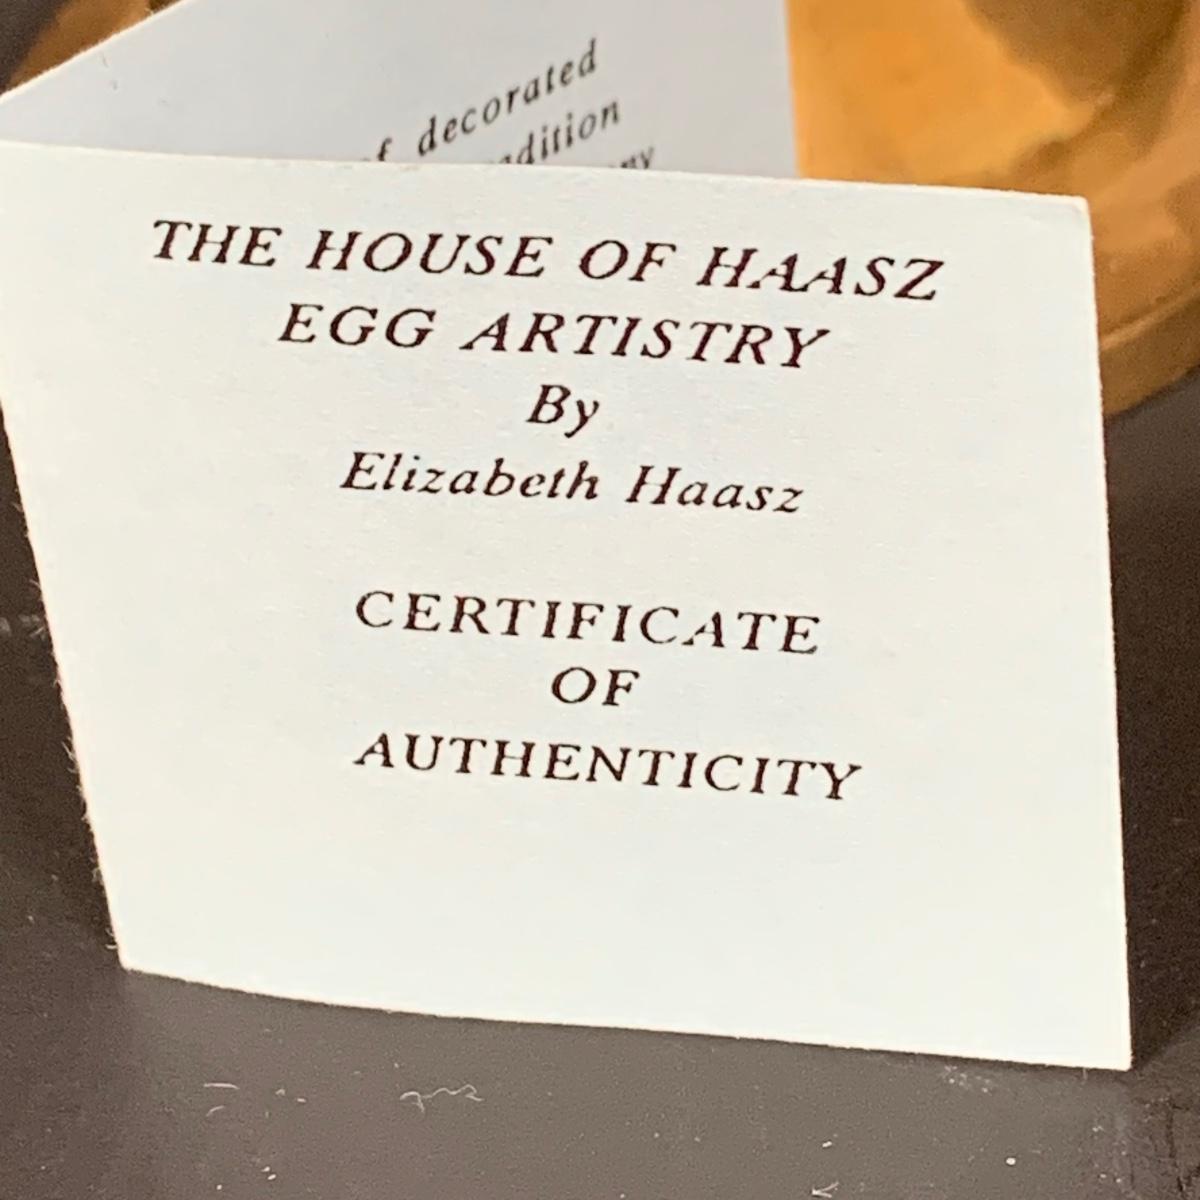 decorated
THE HOUSE OF HAASZ
EGG ARTISTRY
By
Elizabeth Haasz
CERTIFICATE
OF
AUTHENTICITY